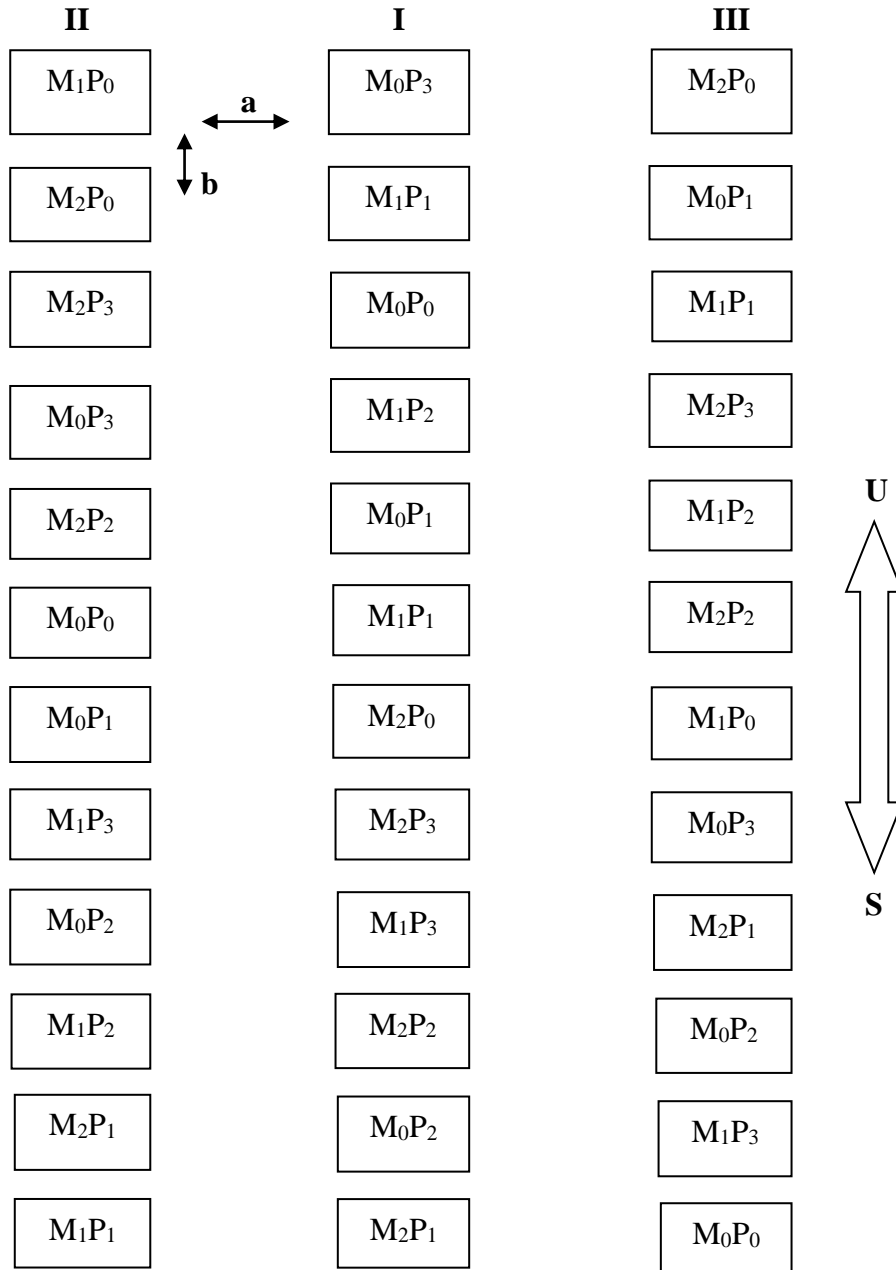 II I III
M₁P₀ M₀P₃ M₂P₀
a
b
M₂P₀ M₁P₁ M₀P₁
M₂P₃ M₀P₀ M₁P₁
M₀P₃ M₁P₂ M₂P₃
M₂P₂ M₀P₁ M₁P₂
U
M₀P₀ M₁P₁ M₂P₂
M₀P₁ M₂P₀ M₁P₀
M₁P₃ M₂P₃ M₀P₃
S
M₀P₂ M₁P₃ M₂P₁
M₁P₂ M₂P₂ M₀P₂
M₂P₁ M₀P₂ M₁P₃
M₁P₁ M₂P₁ M₀P₀